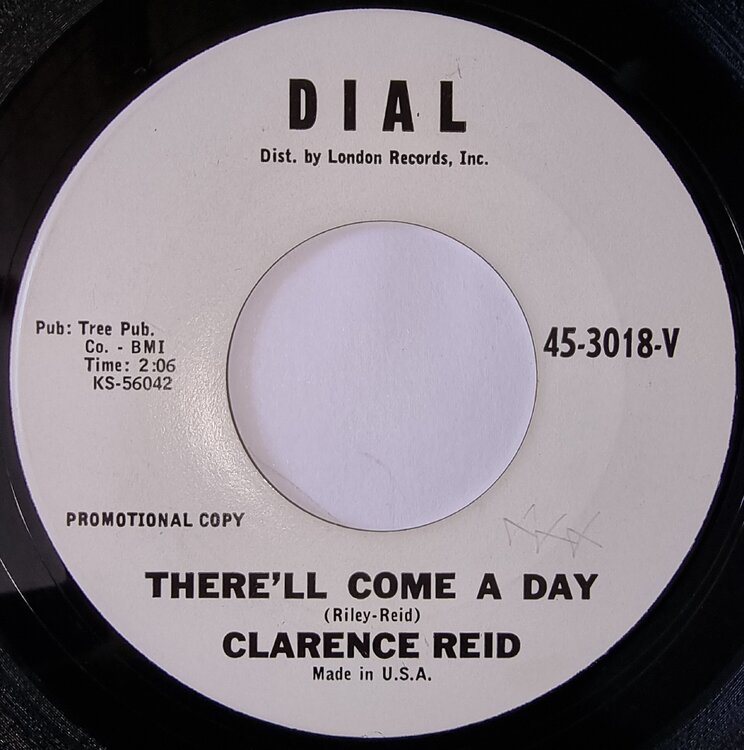 DIAL
Dist. by London Records, Inc.
Pub: Tree Pub.
Co. - BMI
Time: 2:06
KS-56042
45-3018-V
PROMOTIONAL COPY
THERE'LL COME A DAY
(Riley-Reid)
CLARENCE REID
Made in U.S.A.